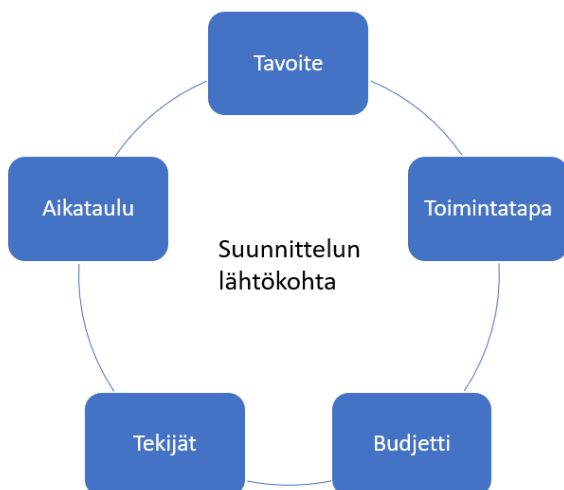 Tavoite
Aikataulu
Toimintatapa
Suunnittelun
lähtökohta
Tekijät
Budjetti